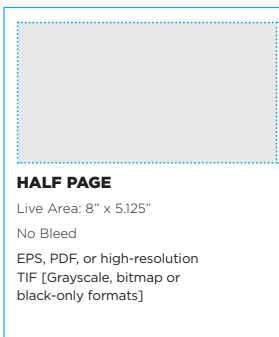 HALF PAGE
Live Area: 8” x 5.125”
No Bleed
EPS, PDF, or high-resolution
TIF [Grayscale, bitmap or
black-only formats]